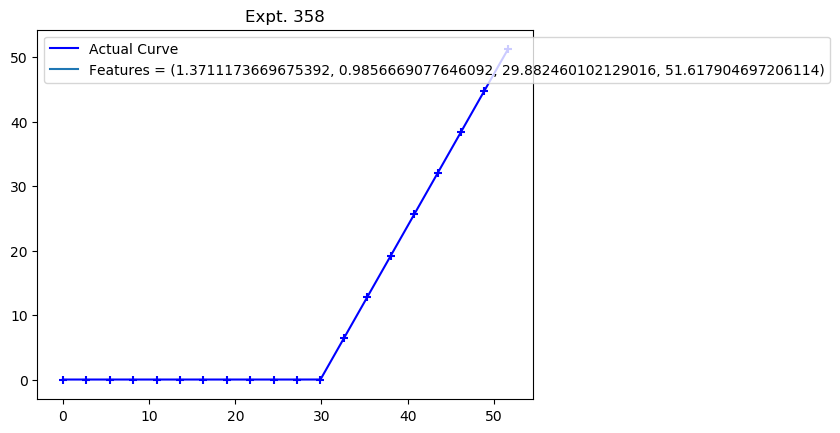 Expt. 358
Actual Curve
Features = (1.3711173669675392, 0.9856669077646092, 29.882460102129016, 51.617904697206114)
50
40
30
20
10
0
0 10 20 30 40 50